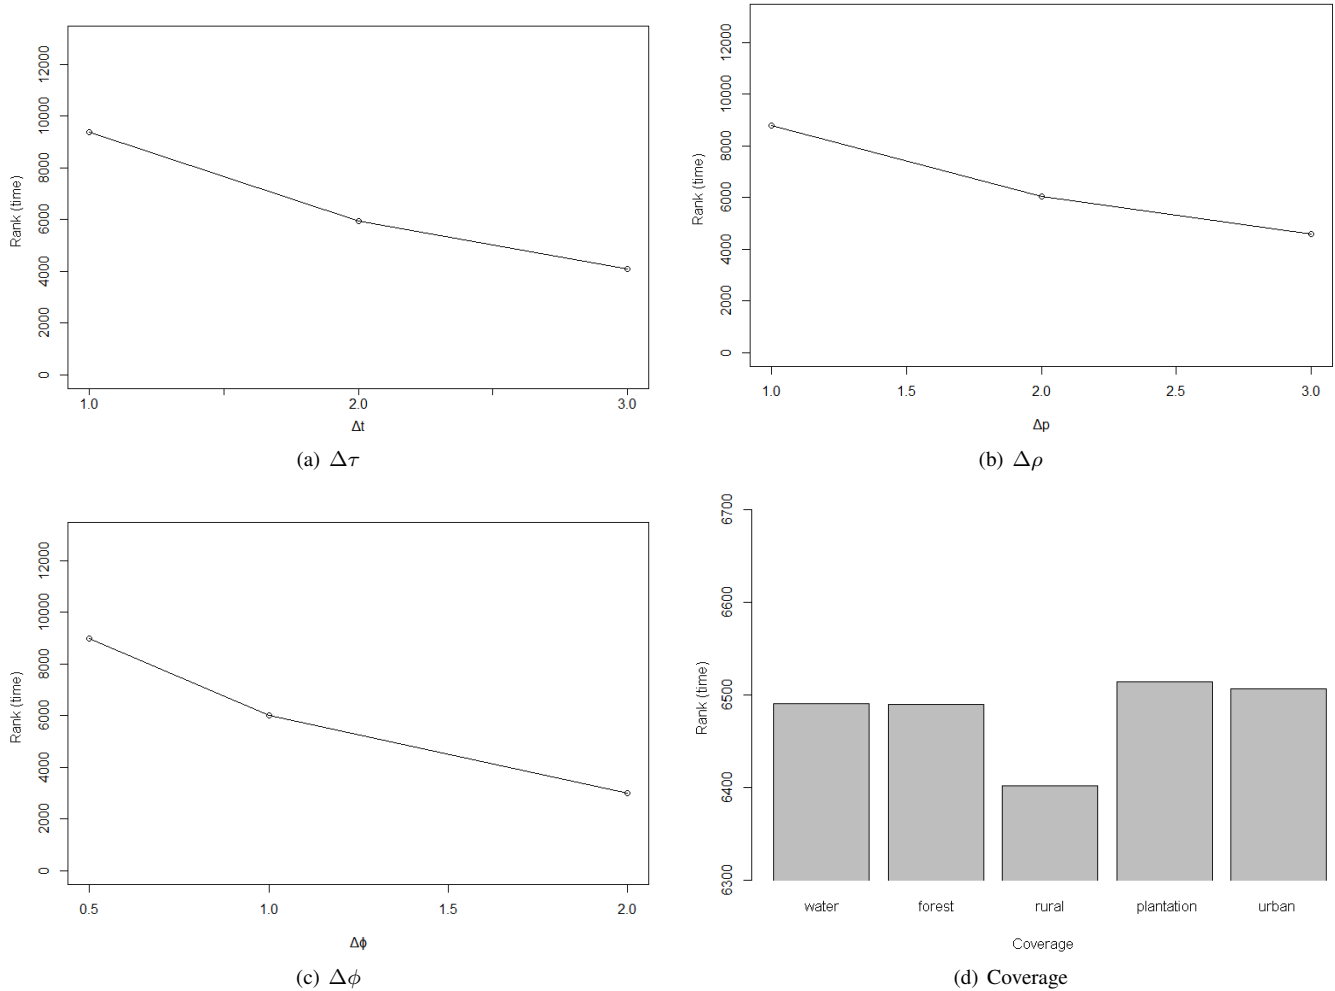 Rank (time)
12000
10000
8000
6000
4000
2000
0
1.0
2.0
3.0
Δt
(a) Δτ
Rank (time)
12000
10000
8000
6000
4000
2000
0
1.0
1.5
2.0
2.5
3.0
Δp
(b) Δρ
Rank (time)
12000
10000
8000
6000
4000
2000
0
0.5
1.0
1.5
2.0
Δϕ
(c) Δϕ
Rank (time)
6700
6600
6500
6400
6300
water
forest
rural
plantation
urban
Coverage
(d) Coverage